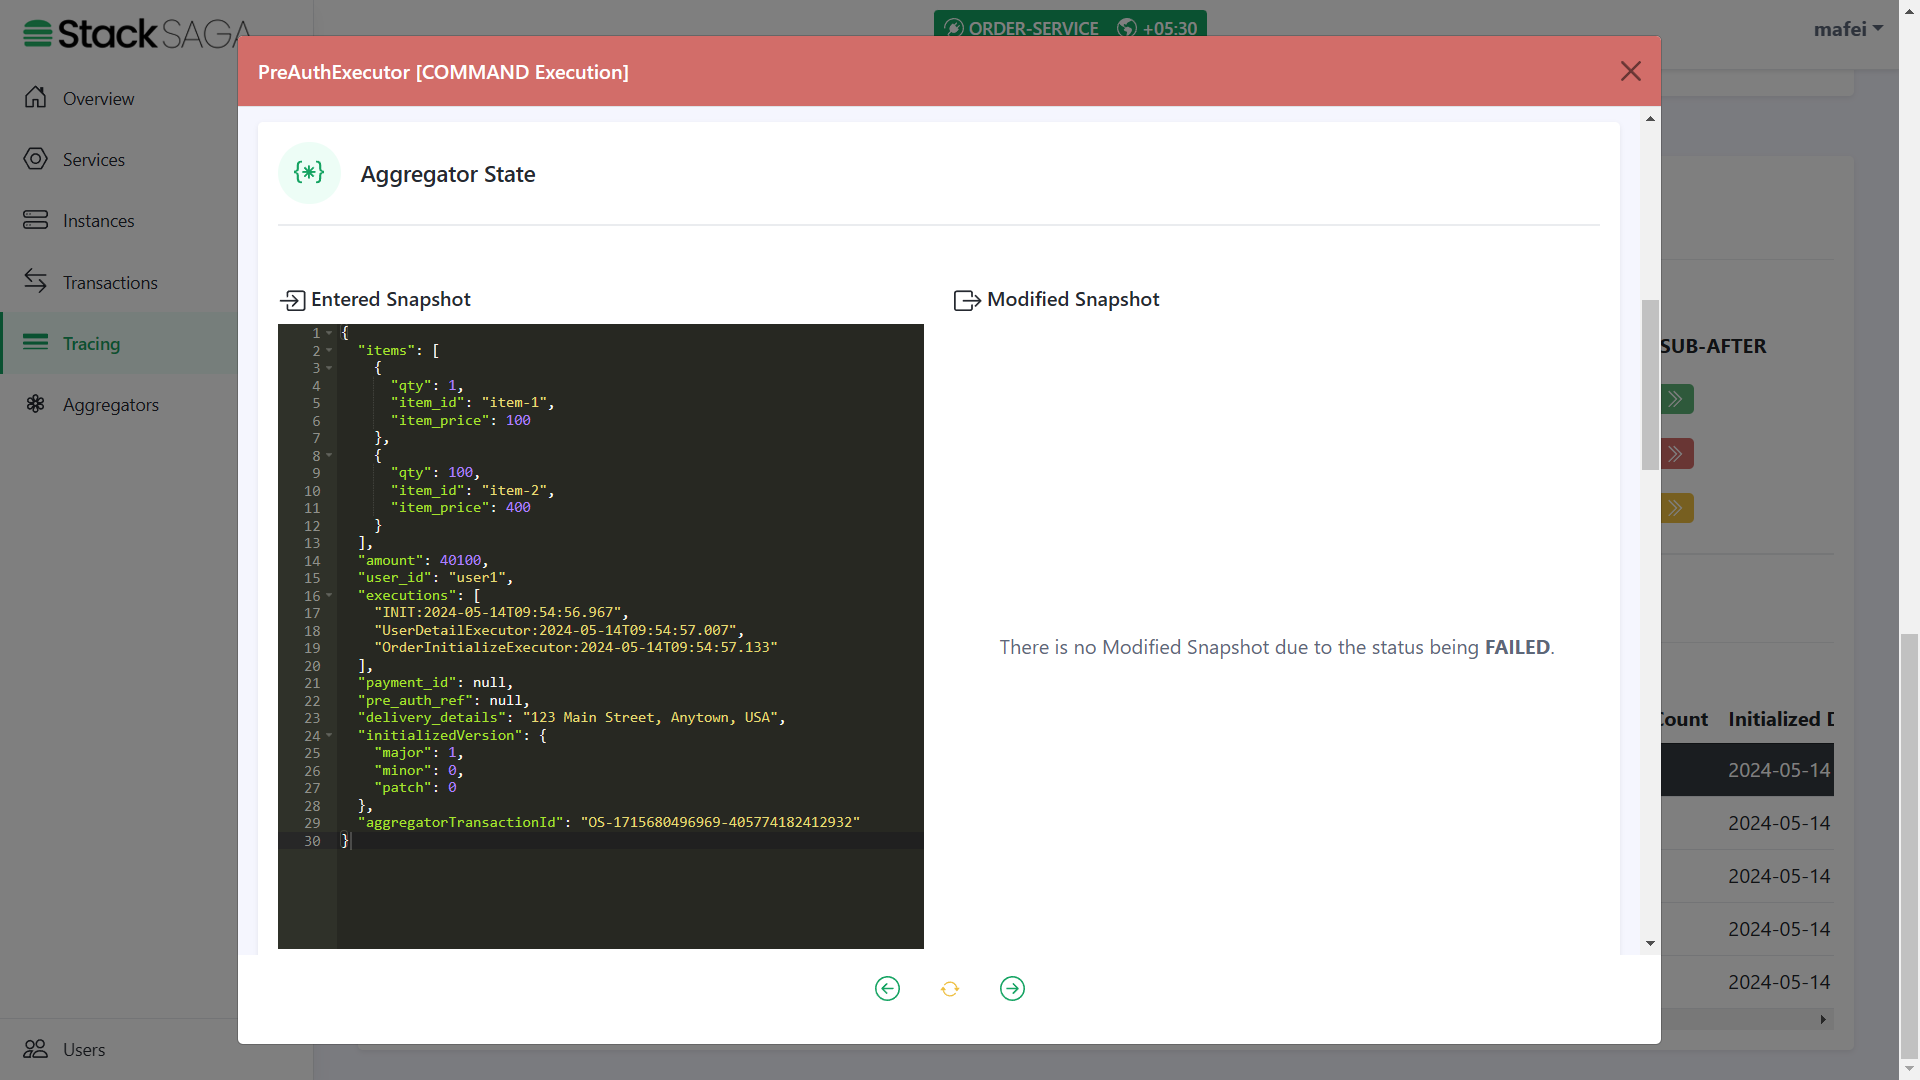 StackSAGA
ORDER-SERVICE +05:30
mafei
Overview
Services
Instances
Transactions
Tracing
Aggregators
Users
PreAuthExecutor [COMMAND Execution]
{*}
Aggregator State
Entered Snapshot
1 {
2 "items": [
3 {
4 "qty": 1,
5 "item_id": "item-1",
6 "item_price": 100
7 },
8 {
9 "qty": 100,
10 "item_id": "item-2",
11 "item_price": 400
12 }
13 ],
14 "amount": 40100,
15 "user_id": "user1",
16 "executions": [
17 "INIT:2024-05-14T09:54:56.967",
18 "UserDetailExecutor:2024-05-14T09:54:57.007",
19 "OrderInitializeExecutor:2024-05-14T09:54:57.133"
20 ],
21 "payment_id": null,
22 "pre_auth_ref": null,
23 "delivery_details": "123 Main Street, Anytown, USA",
24 "initializedVersion": {
25 "major": 1,
26 "minor": 0,
27 "patch": 0
28 },
29 "aggregatorTransactionId": "OS-1715680496969-405774182412932"
30 }
Modified Snapshot
There is no Modified Snapshot due to the status being FAILED.
SUB-AFTER
ount Initialized D
2024-05-14
2024-05-14
2024-05-14
2024-05-14
2024-05-14